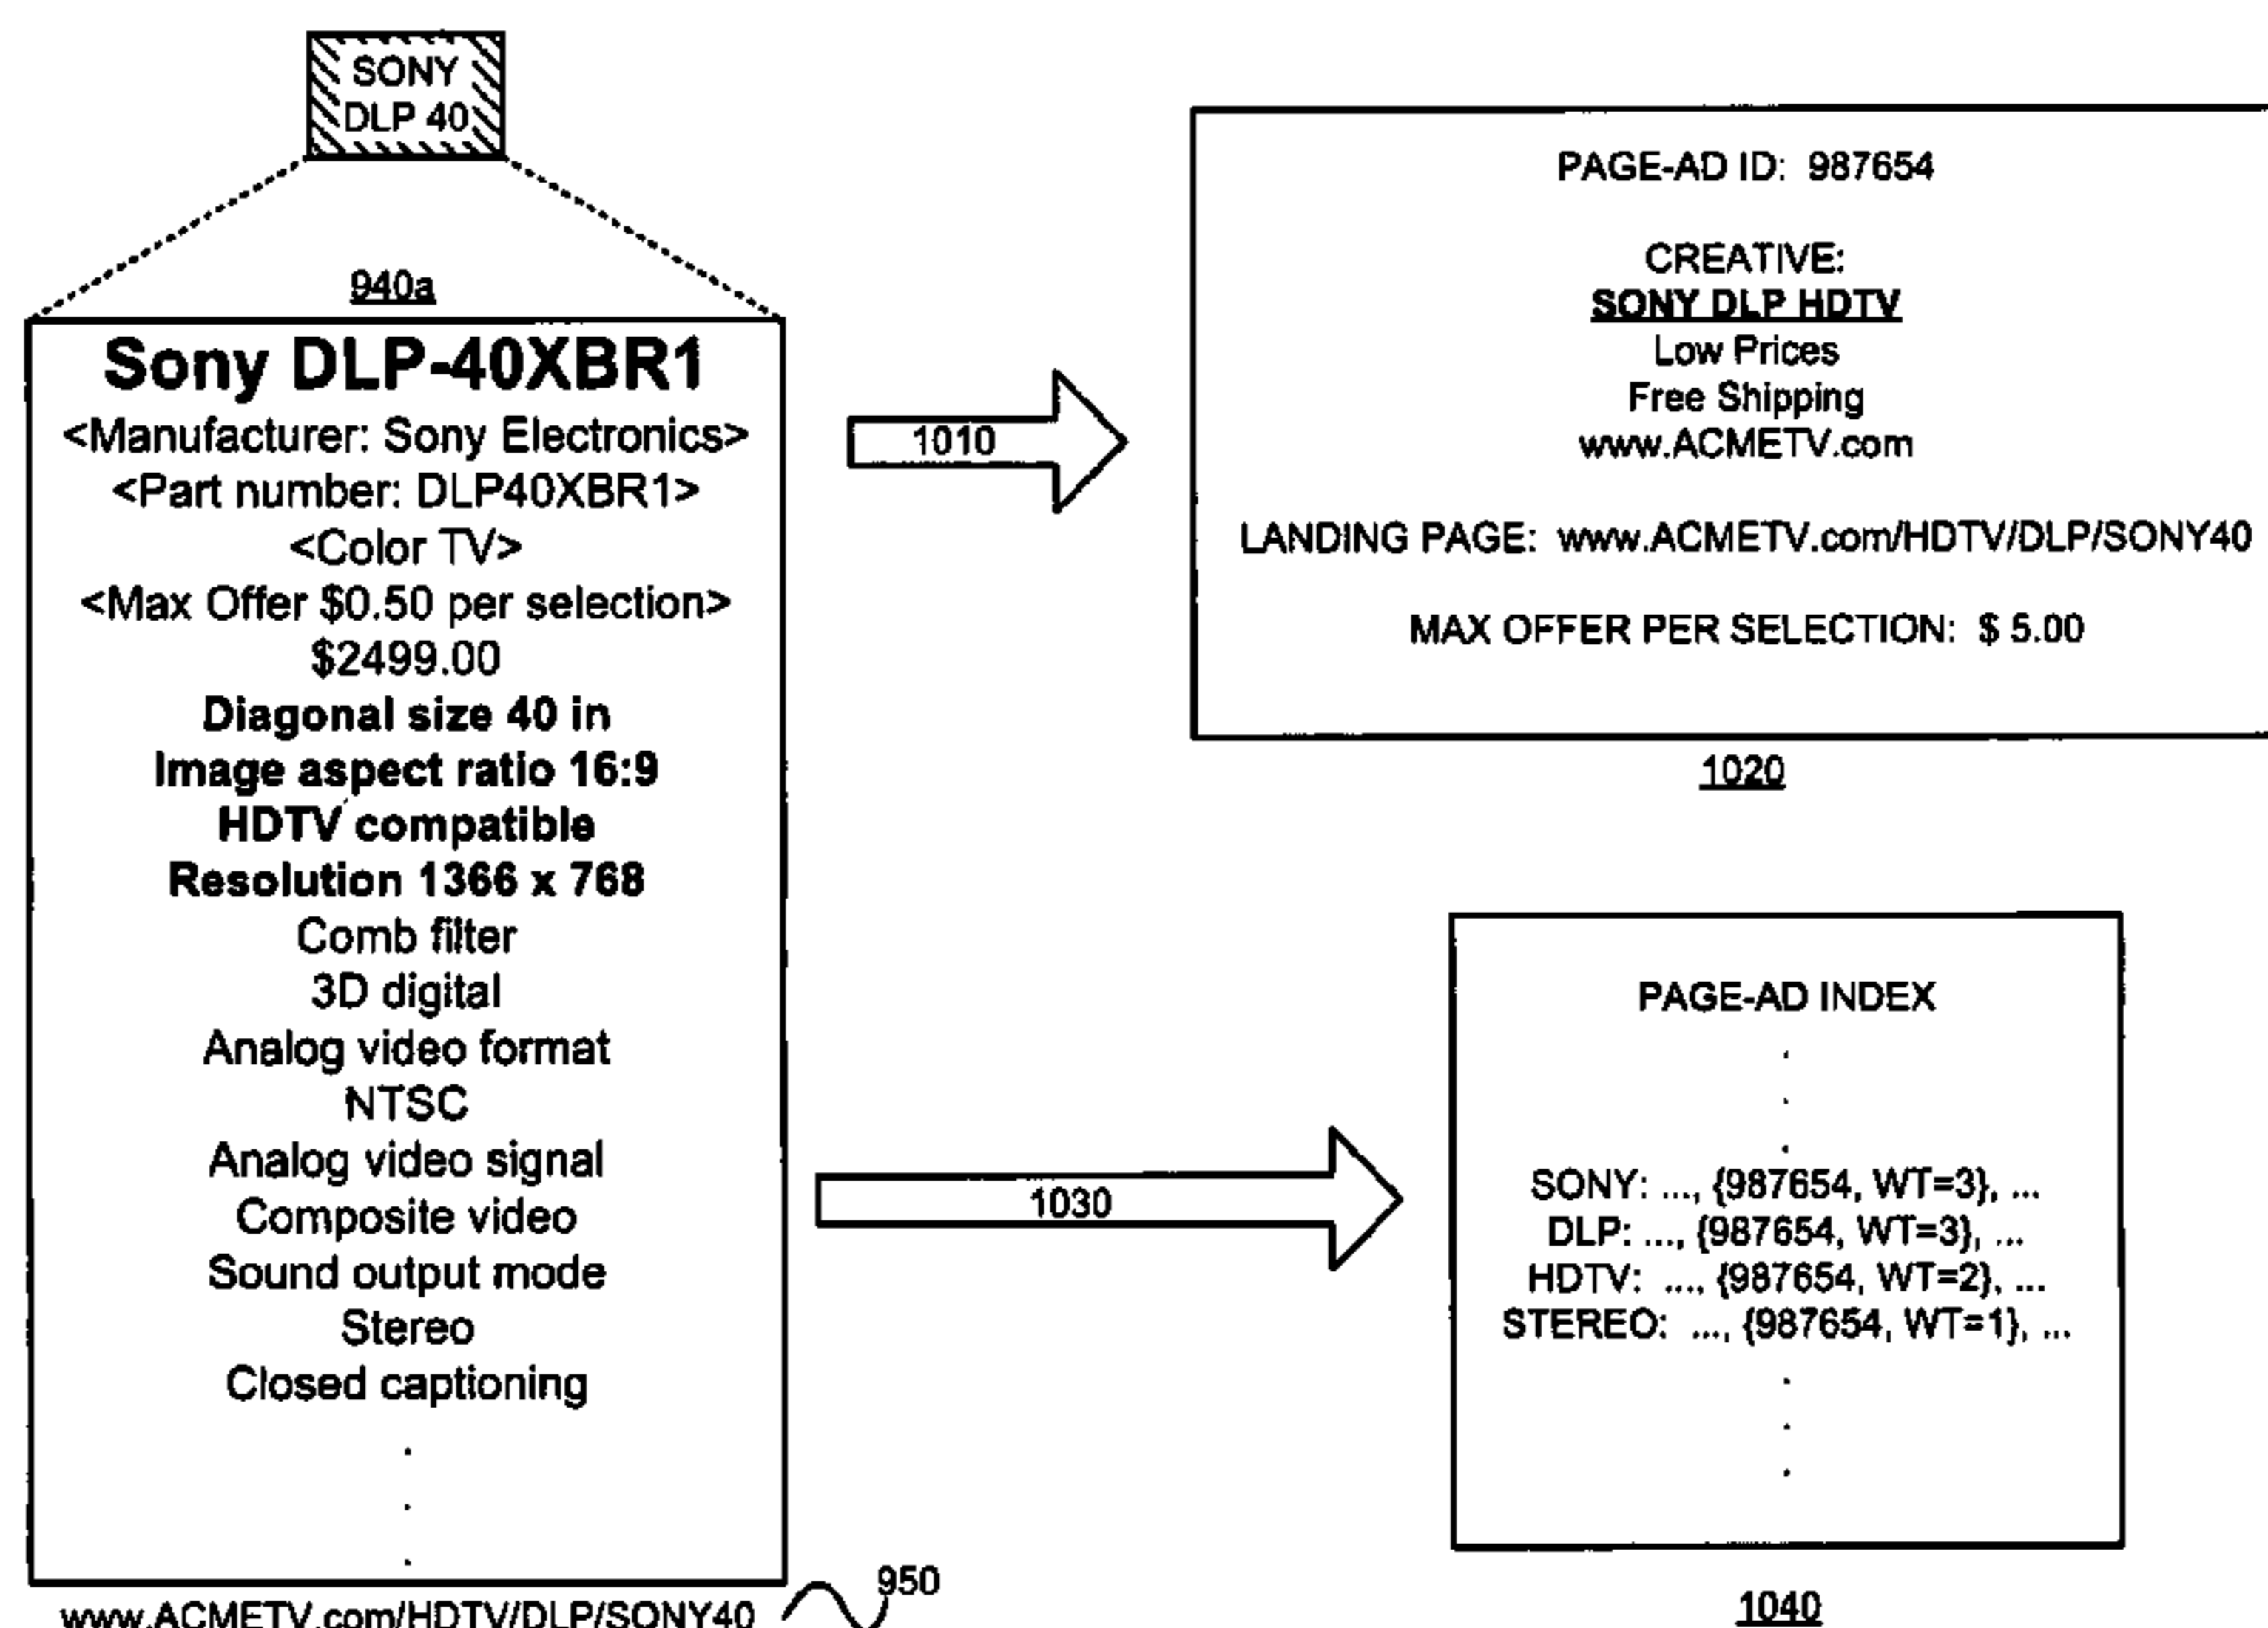 SONY
DLP 40
940a
Sony DLP-40XBR1
<Manufacturer: Sony Electronics>
<Part number: DLP40XBR1>
<Color TV>
<Max Offer $0.50 per selection>
$2499.00
Diagonal size 40 in
Image aspect ratio 16:9
HDTV compatible
Resolution 1366 x 768
Comb filter
3D digital
Analog video format
NTSC
Analog video signal
Composite video
Sound output mode
Stereo
Closed captioning
.
.
.
www.ACMETV.com/HDTV/DLP/SONY40
950
1010
PAGE-AD ID: 987654
CREATIVE:
SONY DLP HDTV
Low Prices
Free Shipping
www.ACMETV.com
LANDING PAGE: www.ACMETV.com/HDTV/DLP/SONY40
MAX OFFER PER SELECTION: $ 5.00
1020
1030
PAGE-AD INDEX
.
.
.
SONY: ..., {987654, WT=3}, ...
DLP: ..., {987654, WT=3}, ...
HDTV: ..., {987654, WT=2}, ...
STEREO: ..., {987654, WT=1}, ...
.
.
.
1040